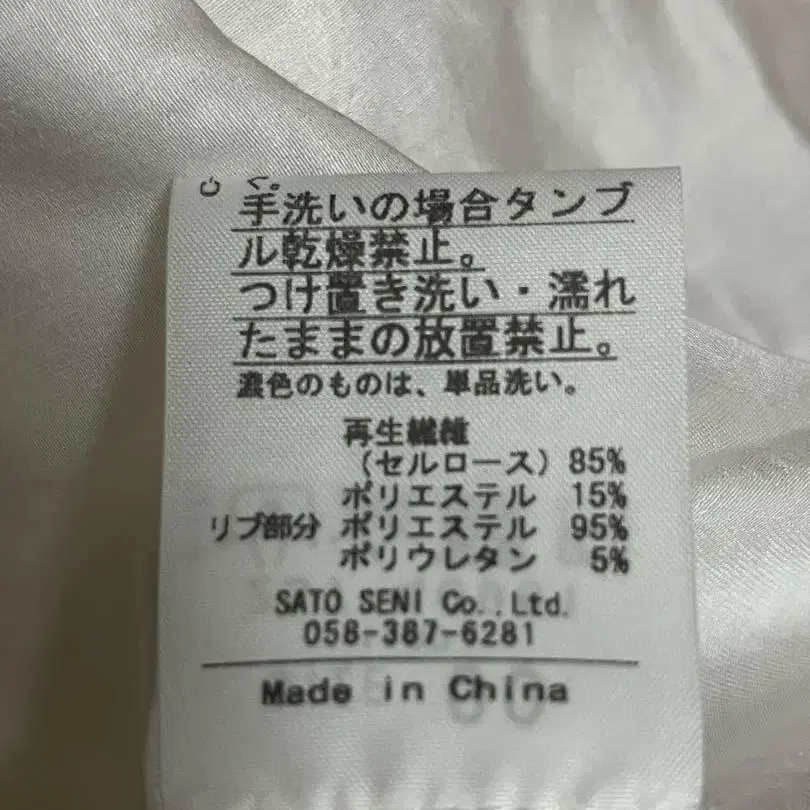 く。
手洗いの場合タンブ
ル乾燥禁止。
つけ置き洗い・濡れ
たままの放置禁止。
濃色のものは、単品洗い。
再生繊維
（セルロース）85%
ポリエステル 15%
リブ部分 ポリエステル 95%
ポリウレタン 5%
SATO SENI Co.,Ltd.
058-387-6281
Made in China